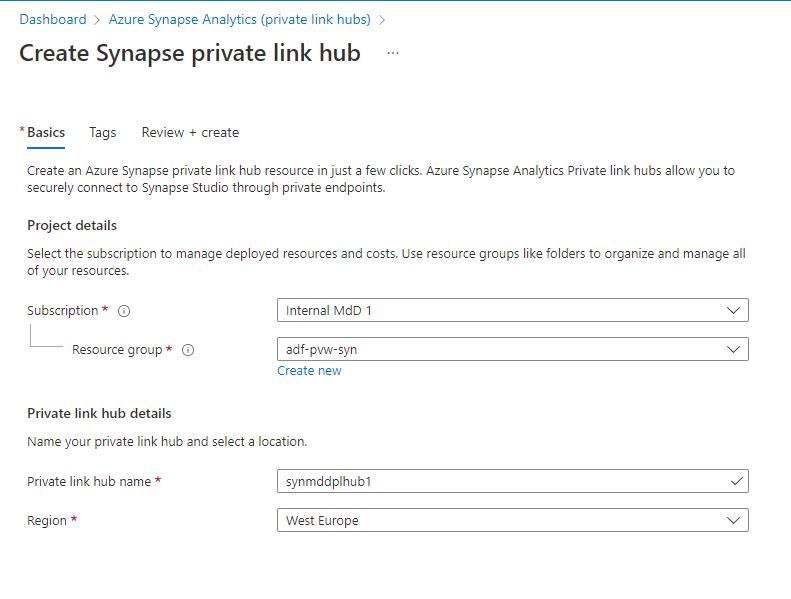 Dashboard > Azure Synapse Analytics (private link hubs) >
Create Synapse private link hub ...
* Basics Tags Review + create
Create an Azure Synapse private link hub resource in just a few clicks. Azure Synapse Analytics Private link hubs allow you to
securely connect to Synapse Studio through private endpoints.
Project details
Select the subscription to manage deployed resources and costs. Use resource groups like folders to organize and manage all
of your resources.
Subscription * Internal MdD 1
Resource group * adf-pvw-syn
Create new
Private link hub details
Name your private link hub and select a location.
Private link hub name * synmddplhub1
Region * West Europe